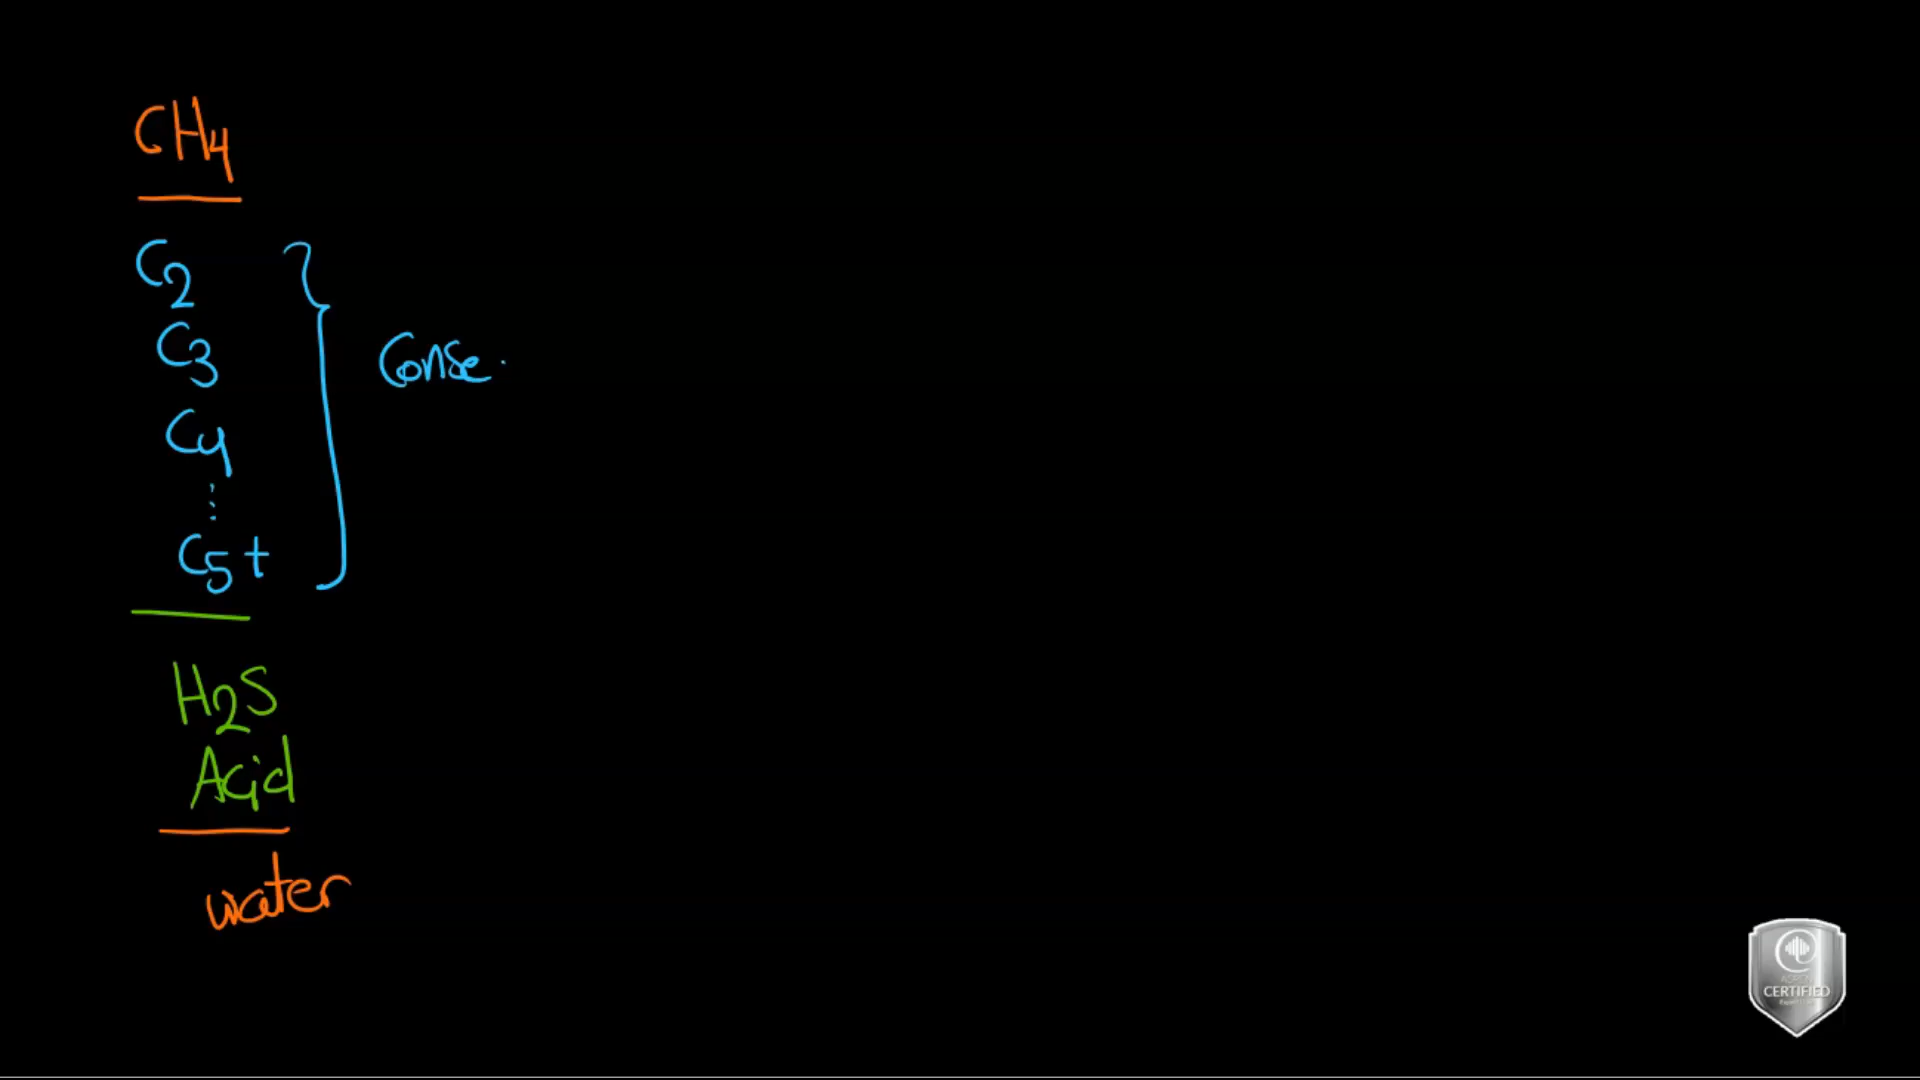 CH4
C2
C3
Conse.
C4
⋮
C5+
H2S
Acid
water
CERTIFIED